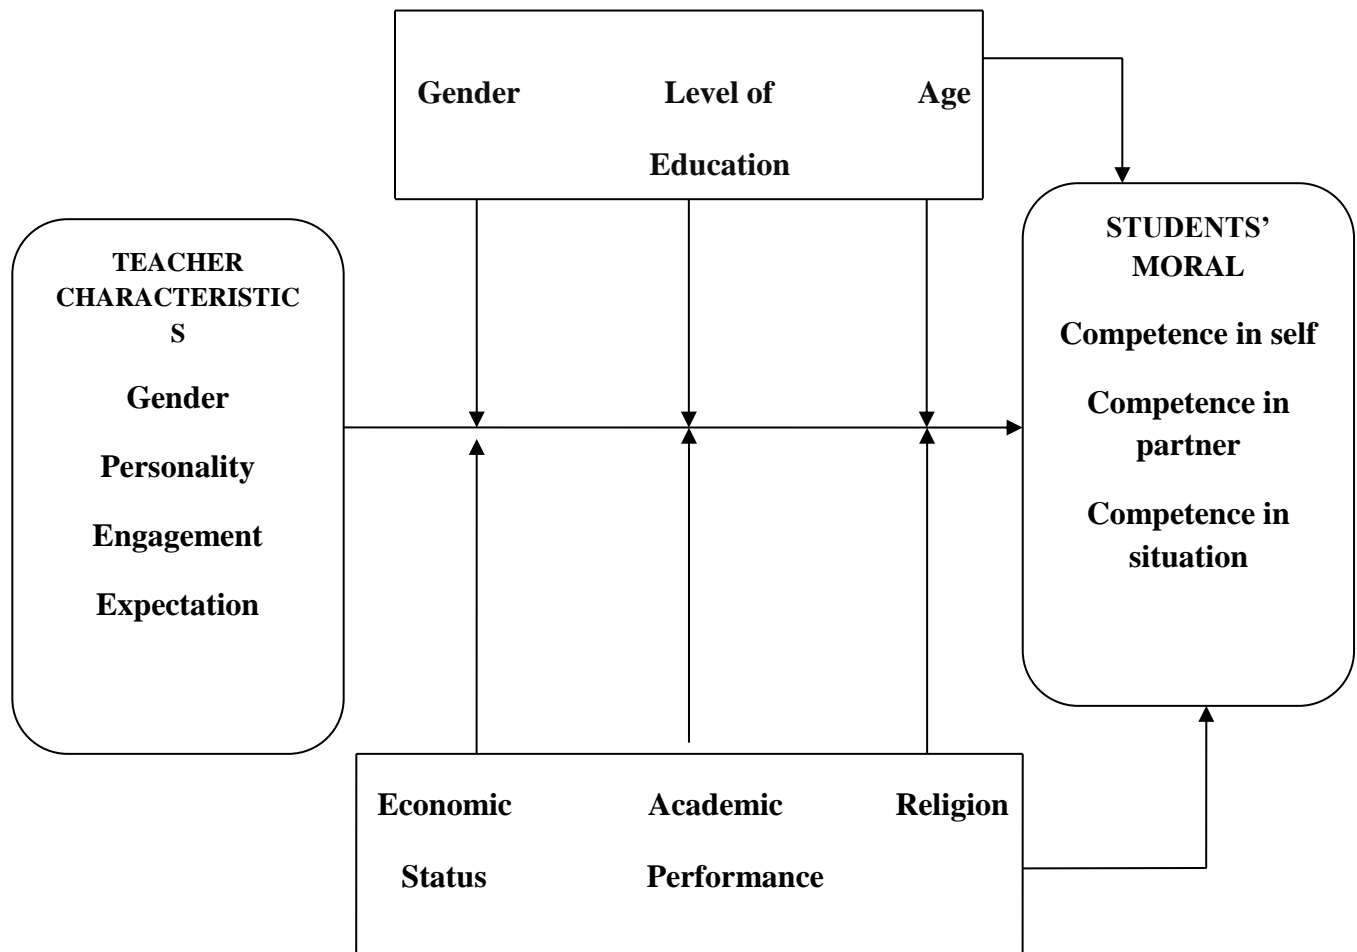 Gender Level of Age
Education
TEACHER
CHARACTERISTIC
S
Gender
Personality
Engagement
Expectation
STUDENTS’
MORAL
Competence in self
Competence in
partner
Competence in
situation
Economic Academic Religion
Status Performance